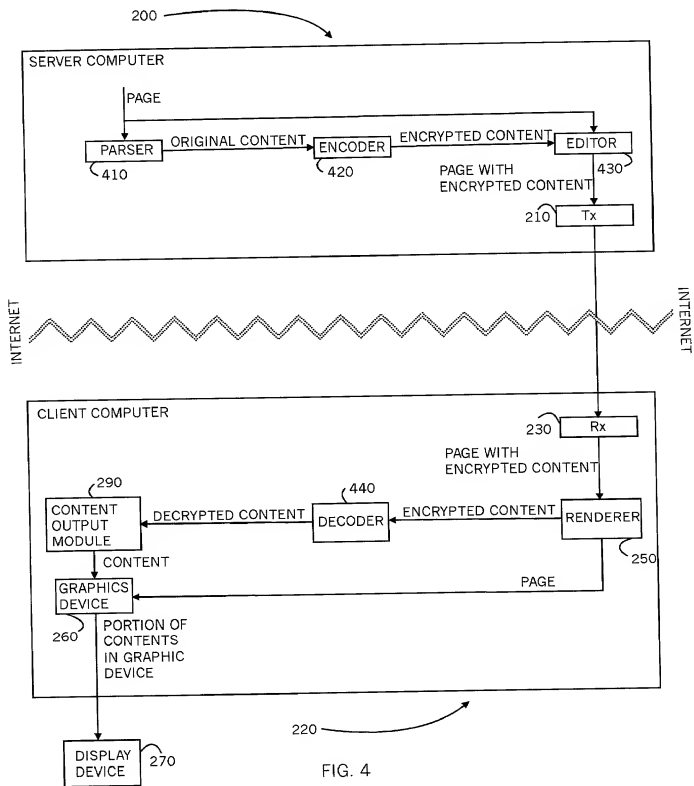 200
SERVER COMPUTER
PAGE
PARSER
410
ORIGINAL CONTENT
ENCODER
420
ENCRYPTED CONTENT
EDITOR
430
PAGE WITH
ENCRYPTED CONTENT
210
Tx
INTERNET
INTERNET
CLIENT COMPUTER
230
Rx
PAGE WITH
ENCRYPTED CONTENT
290
CONTENT
OUTPUT
MODULE
DECRYPTED CONTENT
440
DECODER
ENCRYPTED CONTENT
RENDERER
250
CONTENT
PAGE
GRAPHICS
DEVICE
260
PORTION OF
CONTENTS
IN GRAPHIC
DEVICE
220
DISPLAY
DEVICE
270
FIG. 4